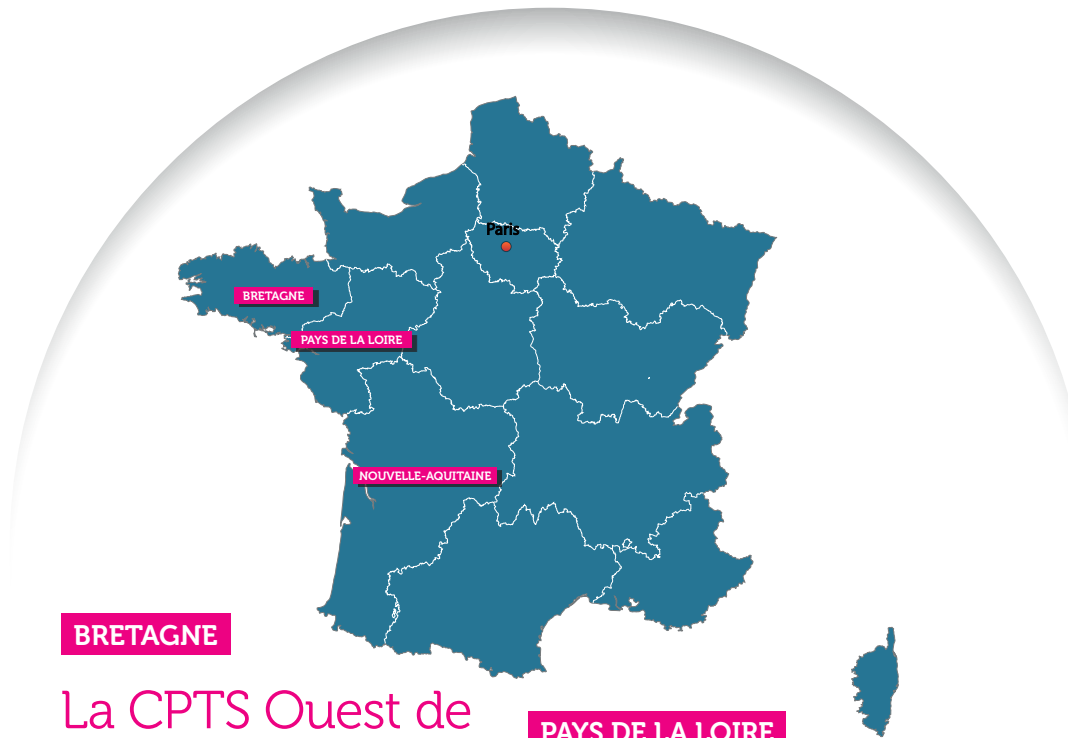 Paris
BRETAGNE
PAYS DE LA LOIRE
NOUVELLE-AQUITAINE
BRETAGNE
La CPTS Ouest de
PAYS DE LA LOIRE